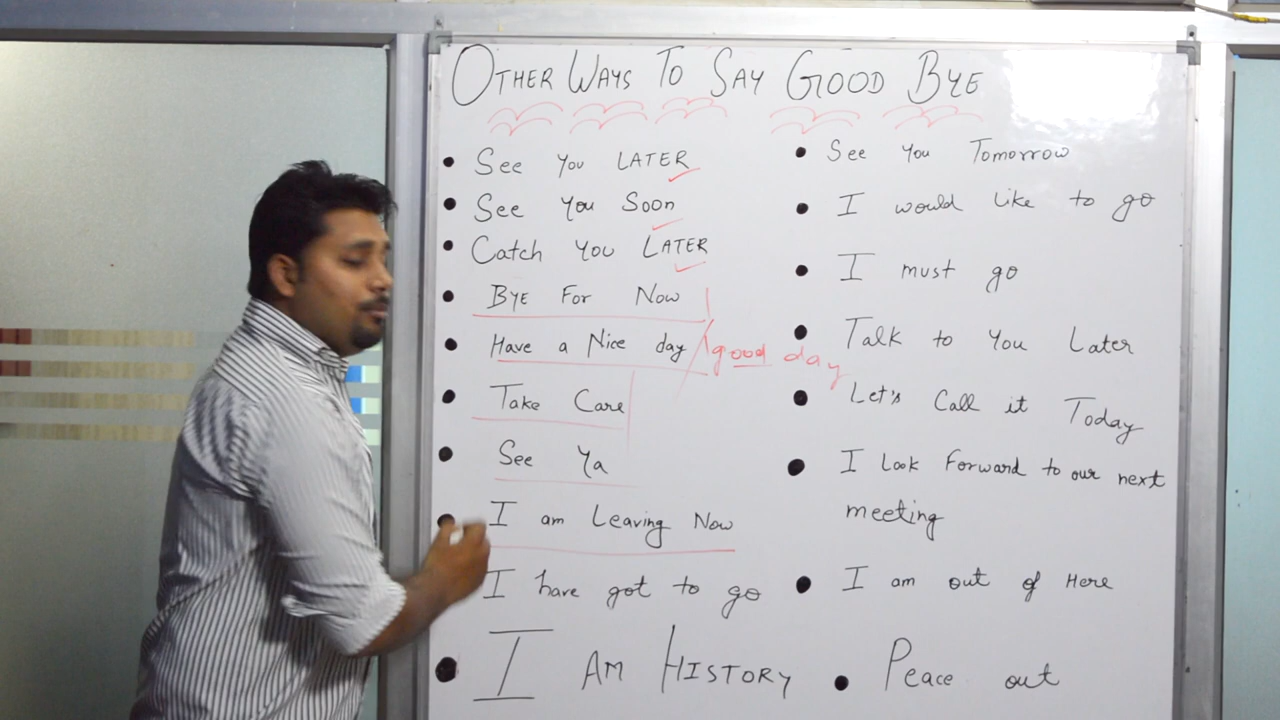 OTHER WAYS TO SAY GOOD BYE
• SEE YOU LATER
• SEE YOU SOON
• Catch YOU LATER
• BYE FOR NOW
• Have a Nice day / good day
• Take Care
• See Ya
• I am Leaving Now
I have got to go
• I AM HISTORY
• See You Tomorrow
• I would like to go
• I must go
• Talk to You Later
• Let's Call it Today
• I Look Forward to our next
meeting
• I am out of Here
• Peace out